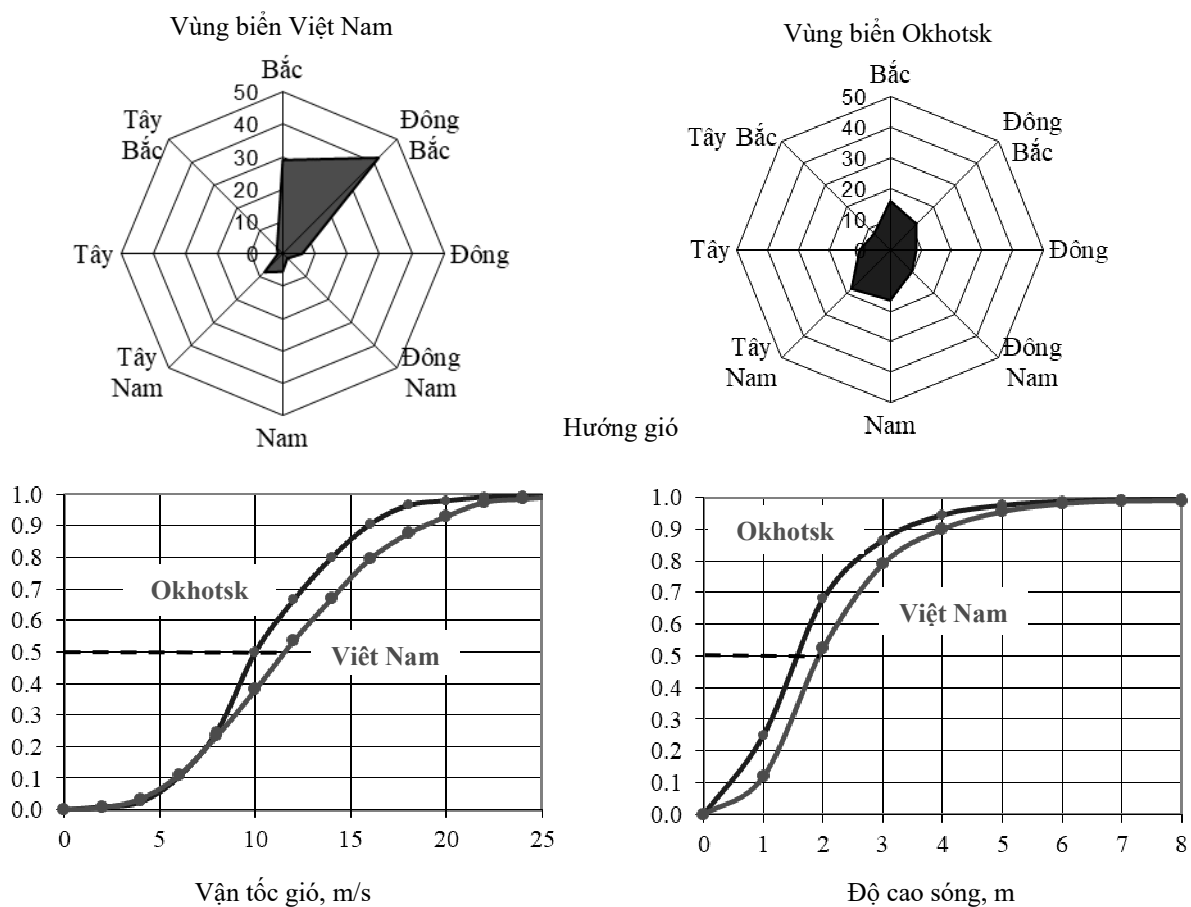 Vùng biển Việt Nam
Bắc
50
40
30
20
10
0
Đông
Bắc
Đông
Đông
Nam
Nam
Tây
Nam
Tây
Tây
Bắc
Vùng biển Okhotsk
Bắc
50
40
30
20
10
0
Đông
Bắc
Đông
Đông
Nam
Nam
Tây
Nam
Tây
Tây Bắc
Hướng gió
1.0
0.9
0.8
0.7
0.6
0.5
0.4
0.3
0.2
0.1
0.0
Okhotsk
Viêt Nam
0 5 10 15 20 25
Vận tốc gió, m/s
1.0
0.9
0.8
0.7
0.6
0.5
0.4
0.3
0.2
0.1
0.0
Okhotsk
Việt Nam
0 1 2 3 4 5 6 7 8
Độ cao sóng, m